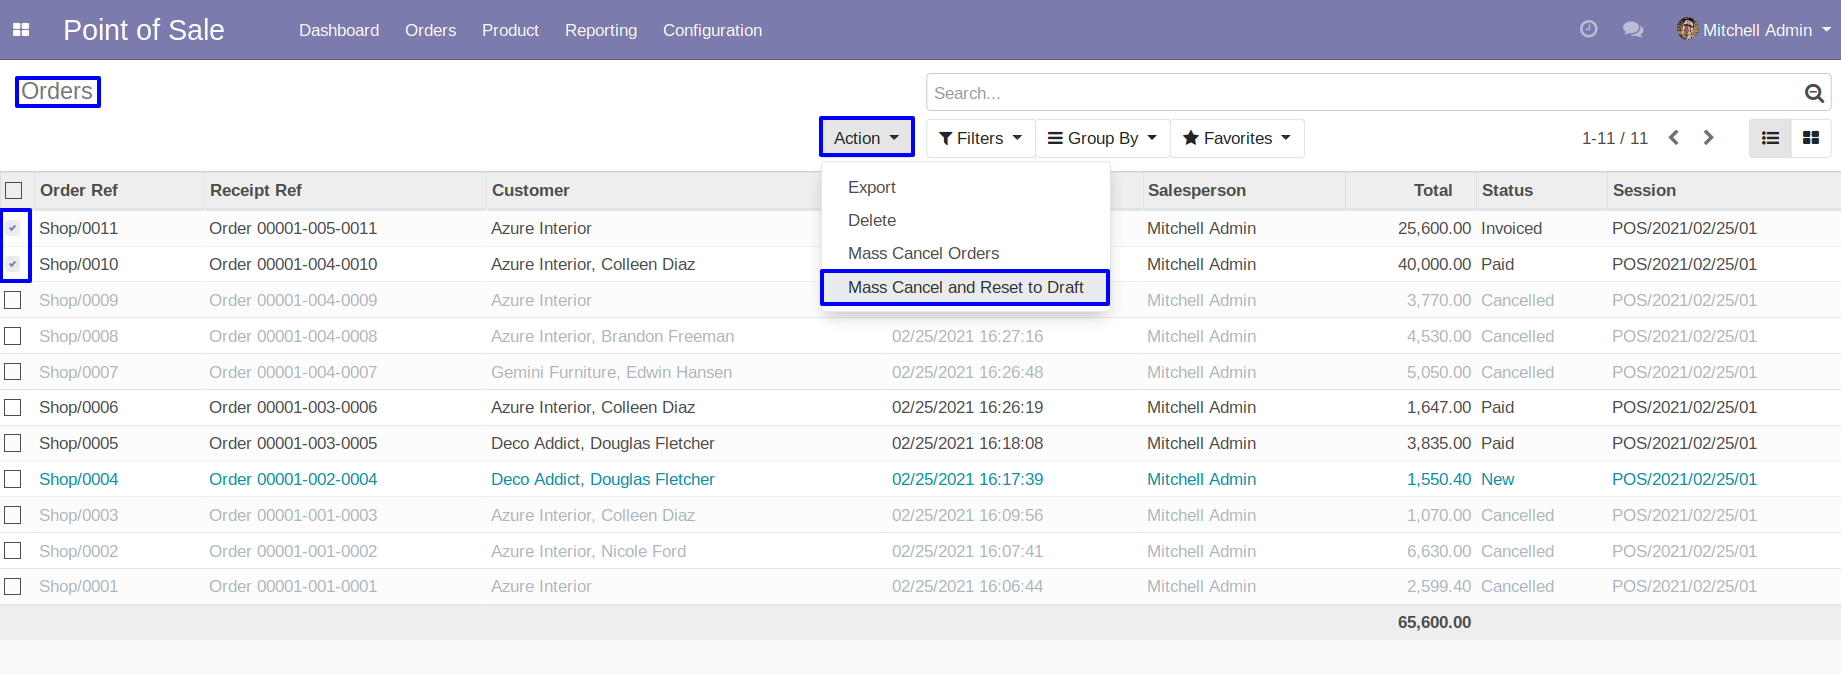 Point of Sale Dashboard Orders Product Reporting Configuration Mitchell Admin
Orders
Search...
Action Filters Group By Favorites 1-11 / 11
Export
Delete
Mass Cancel Orders
Mass Cancel and Reset to Draft
Order Ref Receipt Ref Customer Salesperson Total Status Session
Shop/0011 Order 00001-005-0011 Azure Interior Mitchell Admin 25,600.00 Invoiced POS/2021/02/25/01
Shop/0010 Order 00001-004-0010 Azure Interior, Colleen Diaz Mitchell Admin 40,000.00 Paid POS/2021/02/25/01
Shop/0009 Order 00001-004-0009 Azure Interior Mitchell Admin 3,770.00 Cancelled POS/2021/02/25/01
Shop/0008 Order 00001-004-0008 Azure Interior, Brandon Freeman 02/25/2021 16:27:16 Mitchell Admin 4,530.00 Cancelled POS/2021/02/25/01
Shop/0007 Order 00001-004-0007 Gemini Furniture, Edwin Hansen 02/25/2021 16:26:48 Mitchell Admin 5,050.00 Cancelled POS/2021/02/25/01
Shop/0006 Order 00001-003-0006 Azure Interior, Colleen Diaz 02/25/2021 16:26:19 Mitchell Admin 1,647.00 Paid POS/2021/02/25/01
Shop/0005 Order 00001-003-0005 Deco Addict, Douglas Fletcher 02/25/2021 16:18:08 Mitchell Admin 3,835.00 Paid POS/2021/02/25/01
Shop/0004 Order 00001-002-0004 Deco Addict, Douglas Fletcher 02/25/2021 16:17:39 Mitchell Admin 1,550.40 New POS/2021/02/25/01
Shop/0003 Order 00001-001-0003 Azure Interior, Colleen Diaz 02/25/2021 16:09:56 Mitchell Admin 1,070.00 Cancelled POS/2021/02/25/01
Shop/0002 Order 00001-001-0002 Azure Interior, Nicole Ford 02/25/2021 16:07:41 Mitchell Admin 6,630.00 Cancelled POS/2021/02/25/01
Shop/0001 Order 00001-001-0001 Azure Interior 02/25/2021 16:06:44 Mitchell Admin 2,599.40 Cancelled POS/2021/02/25/01
65,600.00